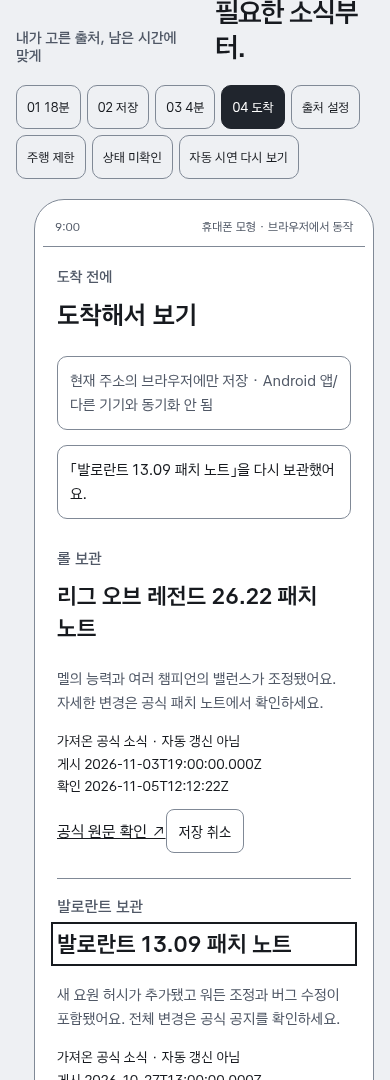 필요한 소식부
터.
내가 고른 출처, 남은 시간에
맞게
01 18분
02 저장
03 4분
04 도착
출처 설정
주행 제한
상태 미확인
자동 시연 다시 보기
9:00
휴대폰 모형 · 브라우저에서 동작
도착 전에
도착해서 보기
현재 주소의 브라우저에만 저장 · Android 앱/
다른 기기와 동기화 안 됨
「발로란트 13.09 패치 노트」을 다시 보관했어
요.
롤 보관
리그 오브 레전드 26.22 패치
노트
멜의 능력과 여러 챔피언의 밸런스가 조정됐어요.
자세한 변경은 공식 패치 노트에서 확인하세요.
가져온 공식 소식 · 자동 갱신 아님
게시 2026-11-03T19:00:00.000Z
확인 2026-11-05T12:12:22Z
공식 원문 확인 ↗
저장 취소
발로란트 보관
발로란트 13.09 패치 노트
새 요원 허시가 추가됐고 워든 조정과 버그 수정이
포함됐어요. 전체 변경은 공식 공지를 확인하세요.
가져온 공식 소식 · 자동 갱신 아님
게시 2026-10-27T13:00:00.000Z